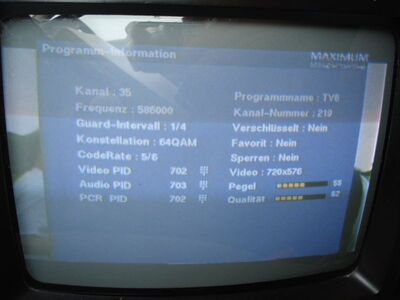 Programm-Information
MAXIMUM
Kanal : 35
Frequenz : 586000
Guard-Intervall : 1/4
Konstellation : 64QAM
CodeRate : 5/6
Video PID 702
Audio PID 703
PCR PID 702
Programmname : TV6
Kanal-Nummer : 219
Verschlüsselt : Nein
Favorit : Nein
Sperren : Nein
Video : 720x576
Pegel 55
Qualität : 62